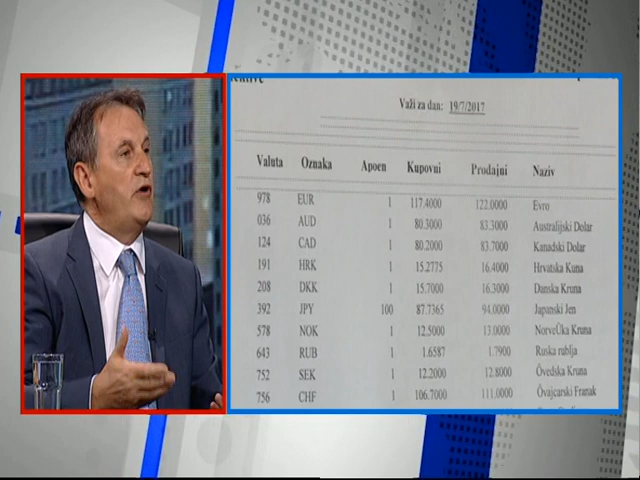 Važi za dan: 19/7/2017
Valuta Oznaka Apoen Kupovni Prodajni Naziv
978 EUR 1 117.4000 122.0000 Evro
036 AUD 1 80.3000 83.3000 Australijski Dolar
124 CAD 1 80.2000 83.7000 Kanadski Dolar
191 HRK 1 15.2775 16.4000 Hrvatska Kuna
208 DKK 1 15.7000 16.3000 Danska Kruna
392 JPY 100 87.7365 94.0000 Japanski Jen
578 NOK 1 12.5000 13.0000 NorveÛka Kruna
643 RUB 1 1.6587 1.7900 Ruska rublja
752 SEK 1 12.2000 12.8000 Ôvedska Kruna
756 CHF 1 106.7000 111.0000 Ôvajcarski Franak